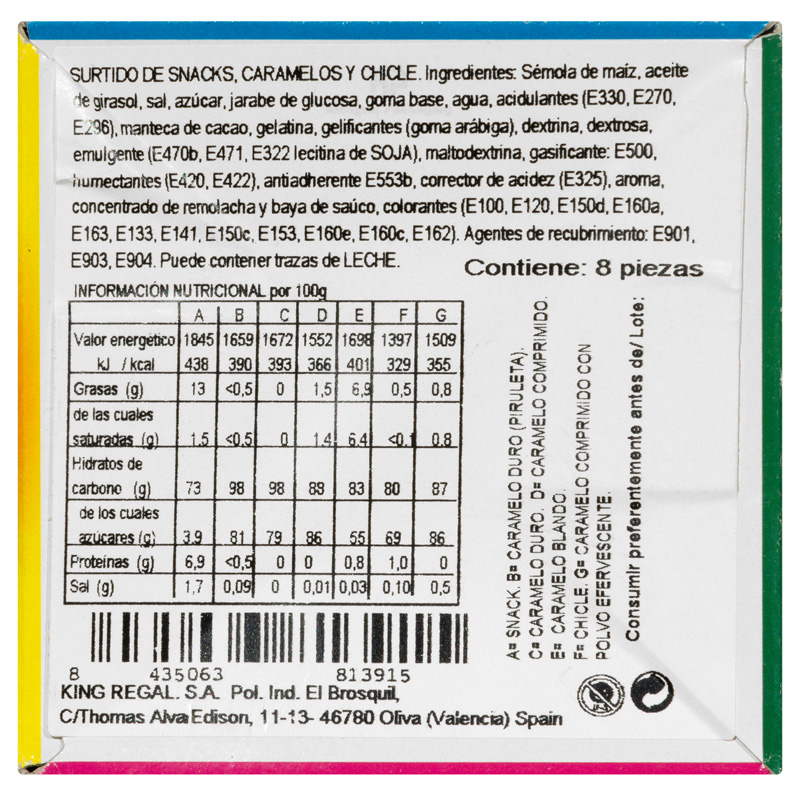 SURTIDO DE SNACKS, CARAMELOS Y CHICLE. Ingredientes: Sémola de maíz, aceite
de girasol, sal, azúcar, jarabe de glucosa, goma base, agua, acidulantes (E330, E270,
E296), manteca de cacao, gelatina, gelificantes (goma arábiga), dextrina, dextrosa,
emulgente (E470b, E471, E322 lecitina de SOJA), maltodextrina, gasificante: E500,
humectantes (E420, E422), antiadherente E553b, corrector de acidez (E325), aroma,
concentrado de remolacha y baya de saúco, colorantes (E100, E120, E150d, E160a,
E163, E133, E141, E150c, E153, E160e, E160c, E162). Agentes de recubrimiento: E901,
E903, E904. Puede contener trazas de LECHE.
Contiene: 8 piezas
INFORMACIÓN NUTRICIONAL por 100g
A B C D E F G
Valor energético 1845 1659 1672 1552 1698 1397 1509
kJ /kcal 438 390 393 366 401 329 355
Grasas (g) 13 <0,5 0 1,5 6,9 0,5 0,8
de las cuales
saturadas (g) 1.5 <0.5 0 1.4 6.4 <0.1 0.8
Hidratos de
carbono (g) 73 98 98 89 83 80 87
de los cuales
azúcares (g) 3.9 81 79 86 55 69 86
Proteínas (g) 6,9 <0,5 0 0 0,8 1,0 0
Sal (g) 1,7 0,09 0 0,01 0,03 0,10 0,5
A= SNACK. B= CARAMELO DURO (PIRULETA).
C= CARAMELO DURO. D= CARAMELO COMPRIMIDO.
E= CARAMELO BLANDO.
F= CHICLE. G= CARAMELO COMPRIMIDO CON
POLVO EFERVESCENTE.
Consumir preferentemente antes de/ Lote:
8 435063 813915
KING REGAL. S.A. Pol. Ind. El Brosquil,
C/Thomas Alva Edison, 11-13- 46780 Oliva (Valencia) Spain